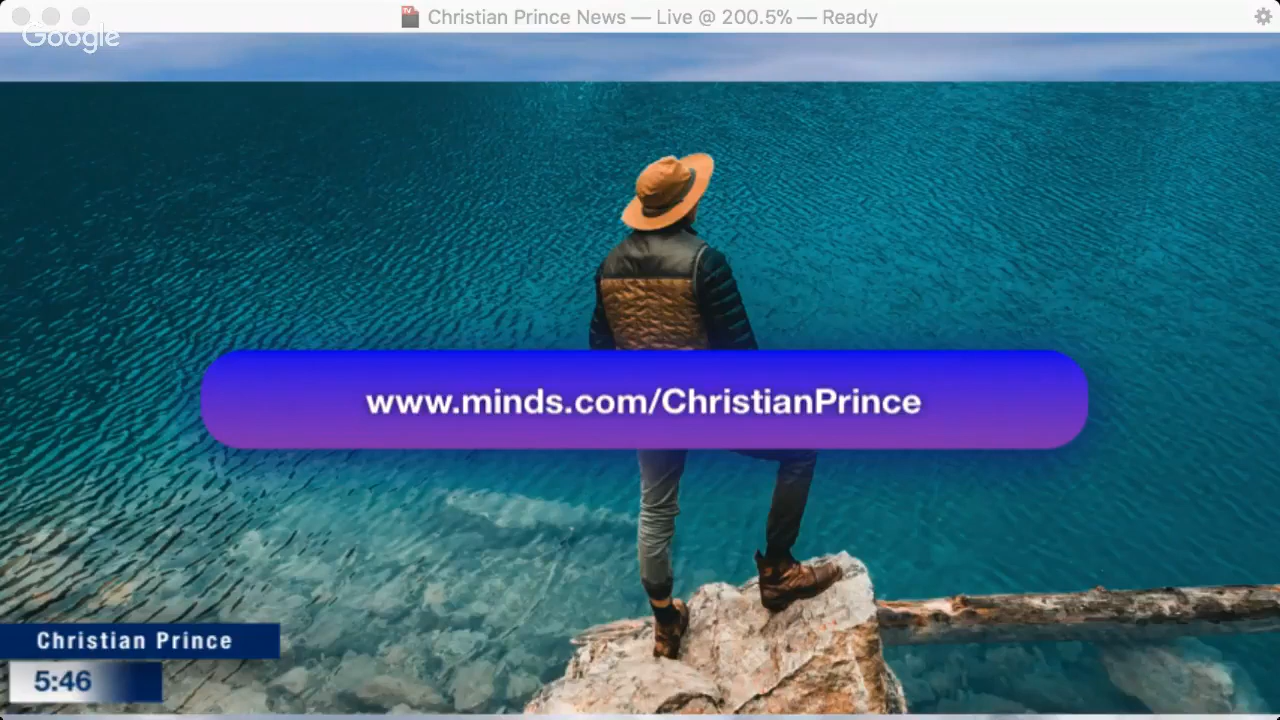 Christian Prince News — Live @ 200.5% — Ready
Google
www.minds.com/ChristianPrince
Christian Prince
5:46